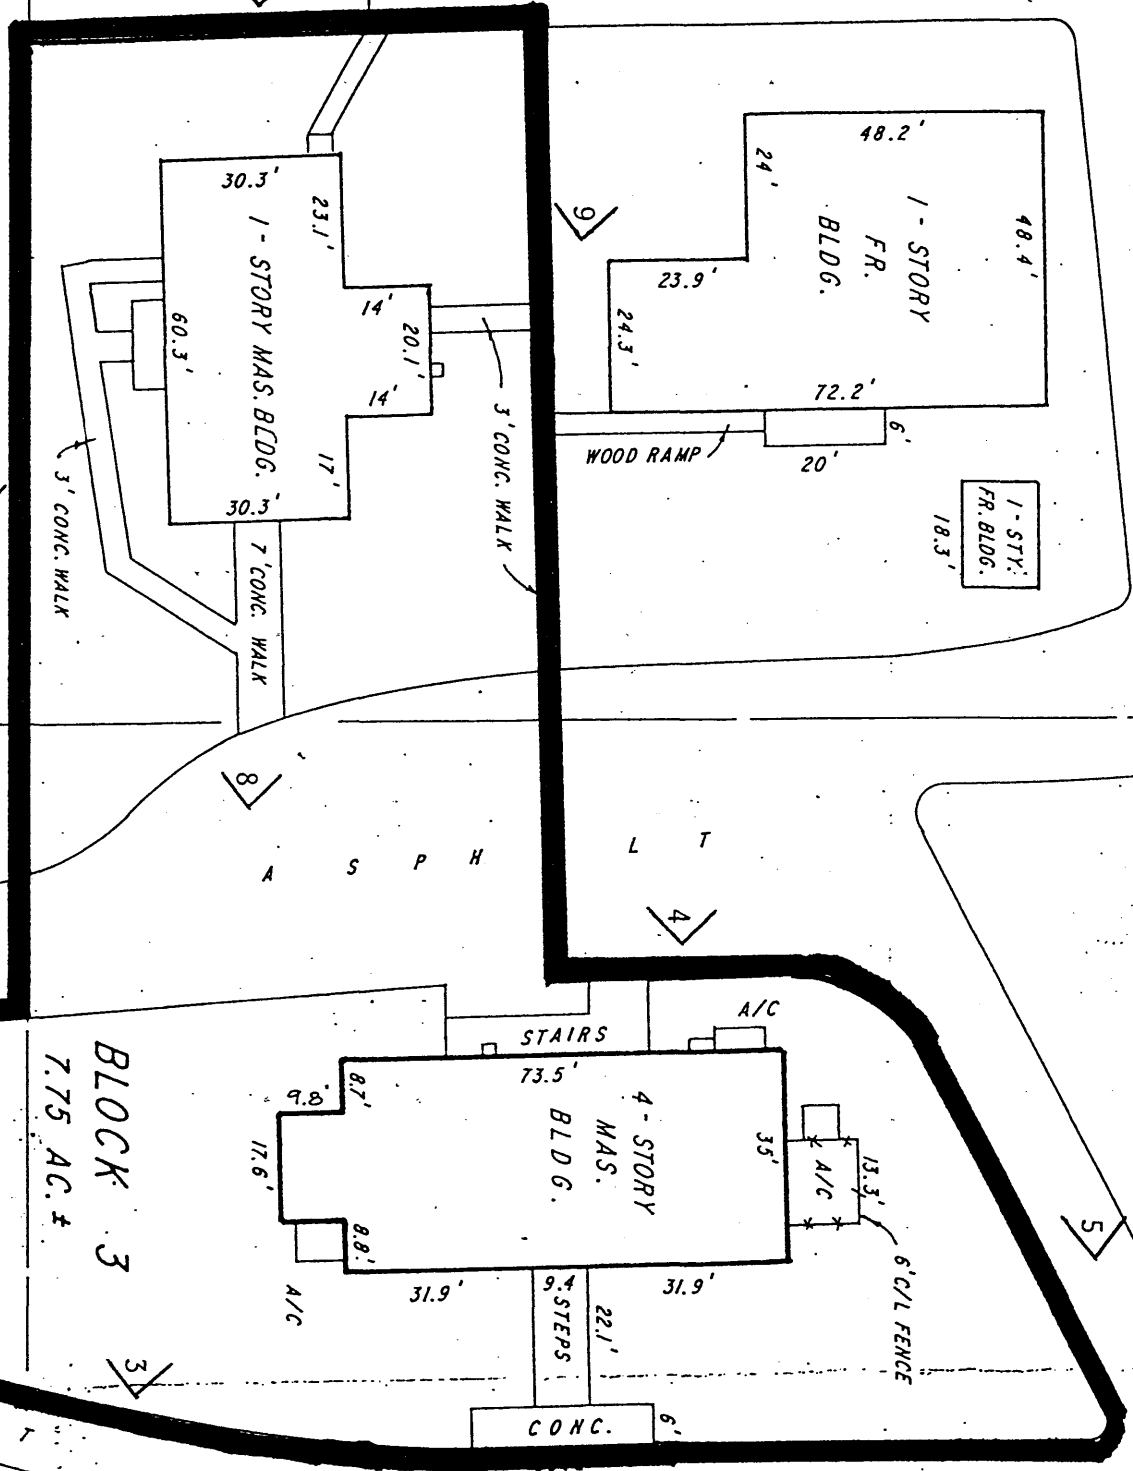 48.2'
24'
1 - STORY
FR.
BLDG.
48.4'
23.9'
24.3'
72.2'
6'
20'
WOOD RAMP
9
1 - STY.
FR. BLDG.
18.3'
30.3'
23.1'
1 - STORY MAS. BLDG.
14'
20.1'
14'
60.3'
17'
30.3'
3' CONC. WALK
3' CONC. WALK
7' CONC. WALK
8
A S P H L T
4
A/C
STAIRS
73.5'
8.7'
9.8'
17.6'
8.8'
4 - STORY
MAS.
BLDG.
35'
A/C
13.3'
6' C/L FENCE
5
31.9'
9.4
31.9'
STEPS
22.1'
A/C
CONC.
6'
BLOCK 3
7.75 AC. ±
3
T